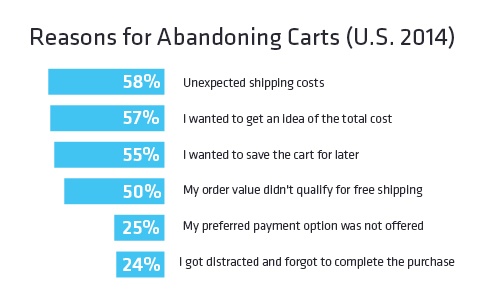 Reasons for Abandoning Carts (U.S. 2014)
58% Unexpected shipping costs
57% I wanted to get an idea of the total cost
55% I wanted to save the cart for later
50% My order value didn't qualify for free shipping
25% My preferred payment option was not offered
24% I got distracted and forgot to complete the purchase